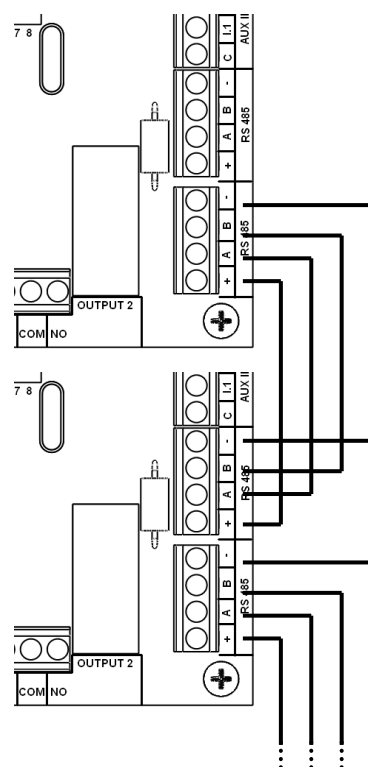 7 8
I.1
C
AUX II
-
B
A
+
RS 485
-
B
A
+
RS 485
OUTPUT 2
COM NO
7 8
I.1
C
AUX II
-
B
A
+
RS 485
-
B
A
+
RS 485
OUTPUT 2
COM NO